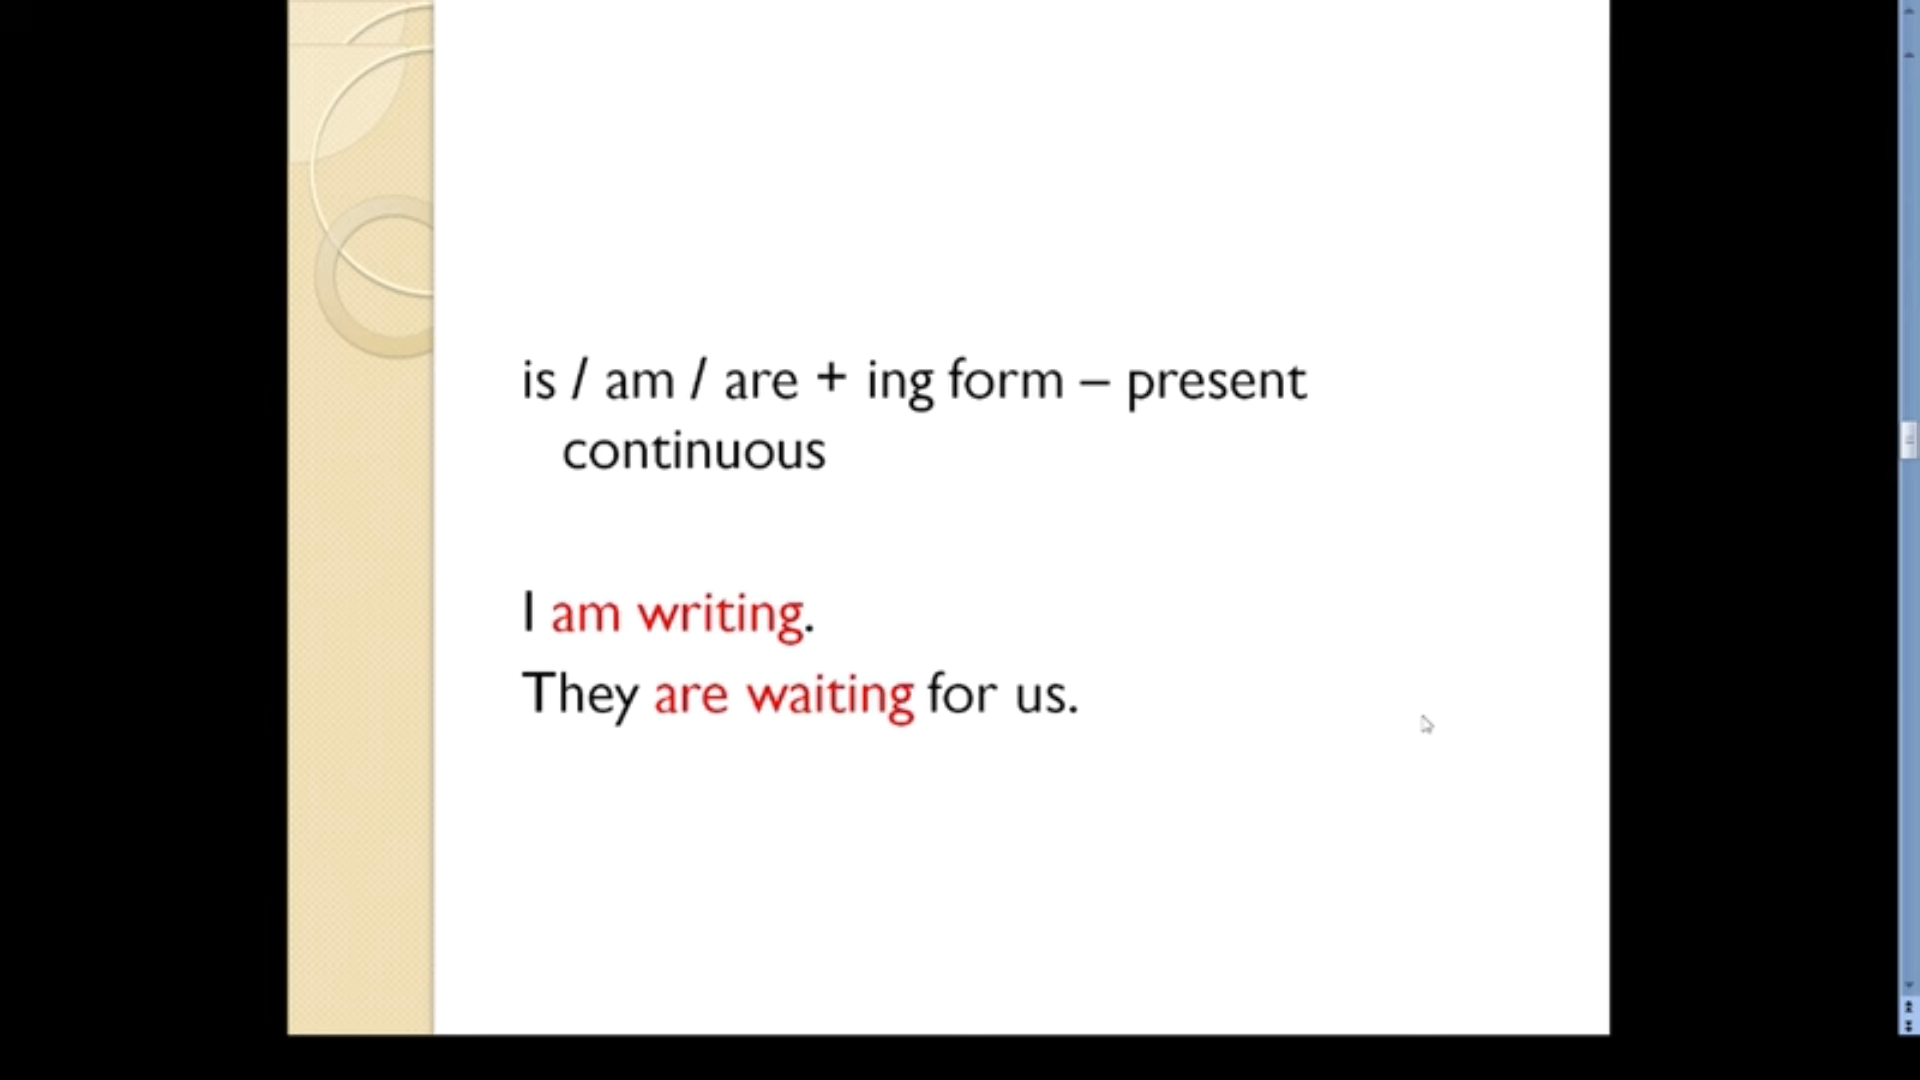 is / am / are + ing form – present
continuous
I am writing.
They are waiting for us.